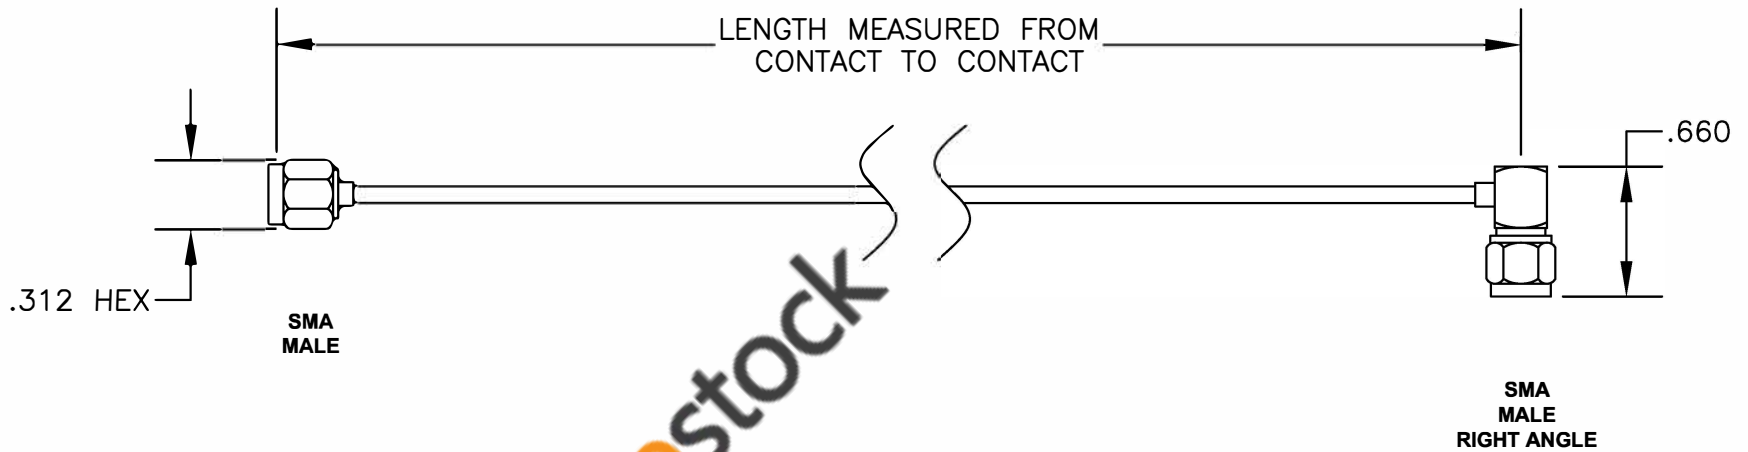 LENGTH MEASURED FROM
CONTACT TO CONTACT
.660
.312 HEX
SMA
MALE
stock
SMA
MALE
RIGHT ANGLE